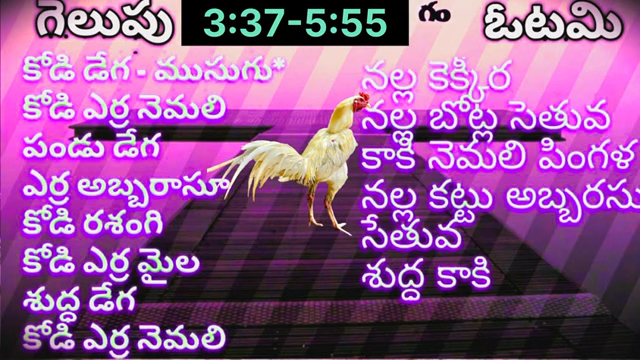 గెలుపు 3:37-5:55 గం ఓటమి
కోడి డేగ - ముసుగు*
కోడి ఎర్ర నెమలి
పండు డేగ
ఎర్ర అబ్బరాసూ
కోడి రశంగి
కోడి ఎర్ర మైల
శుద్ధ డేగ
కోడి ఎర్ర నెమలి
నల్ల కెక్కిర
నల్ల బోట్ల సెతువ
కాకి నెమలి పింగళ
నల్ల కట్టు అబ్బరసు
సేతువ
శుద్ధ కాకి